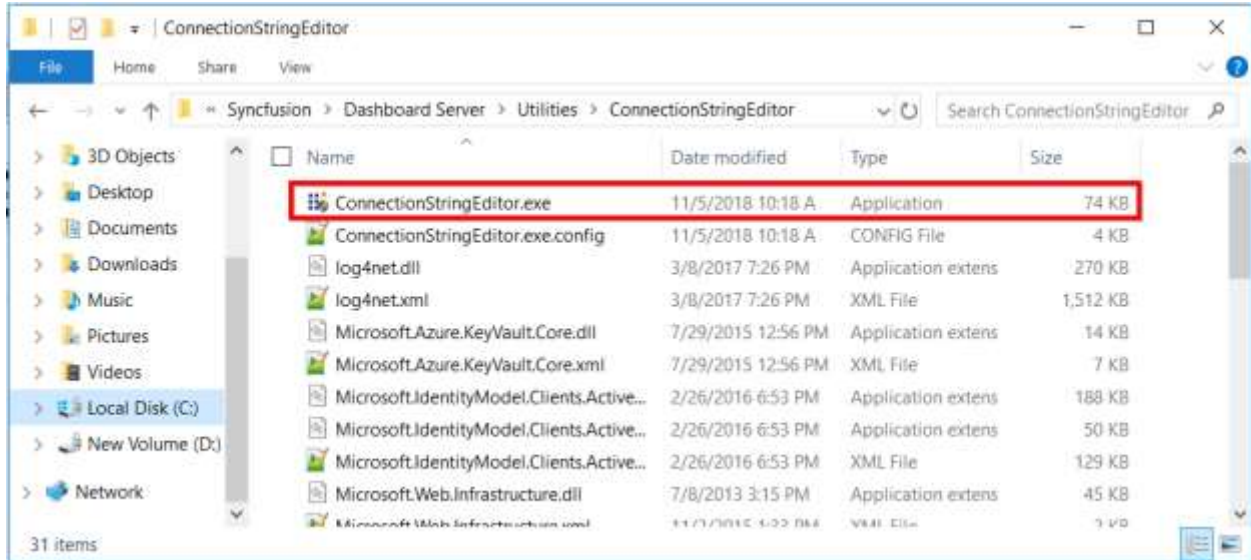 ConnectionStringEditor
File Home Share View
« Syncfusion > Dashboard Server > Utilities > ConnectionStringEditor Search ConnectionStringEditor
3D Objects
Desktop
Documents
Downloads
Music
Pictures
Videos
Local Disk (C:)
New Volume (D:)
Network
Name Date modified Type Size
ConnectionStringEditor.exe 11/5/2018 10:18 A Application 74 KB
ConnectionStringEditor.exe.config 11/5/2018 10:18 A CONFIG File 4 KB
log4net.dll 3/8/2017 7:26 PM Application extens 270 KB
log4net.xml 3/8/2017 7:26 PM XML File 1,512 KB
Microsoft.Azure.KeyVault.Core.dll 7/29/2015 12:56 PM Application extens 14 KB
Microsoft.Azure.KeyVault.Core.xml 7/29/2015 12:56 PM XML File 7 KB
Microsoft.IdentityModel.Clients.Active... 2/26/2016 6:53 PM Application extens 188 KB
Microsoft.IdentityModel.Clients.Active... 2/26/2016 6:53 PM Application extens 50 KB
Microsoft.IdentityModel.Clients.Active... 2/26/2016 6:53 PM XML File 129 KB
Microsoft.Web.Infrastructure.dll 7/8/2013 3:15 PM Application extens 45 KB
Microsoft.Web.Infrastructure.xml XML File 2 KB
31 items